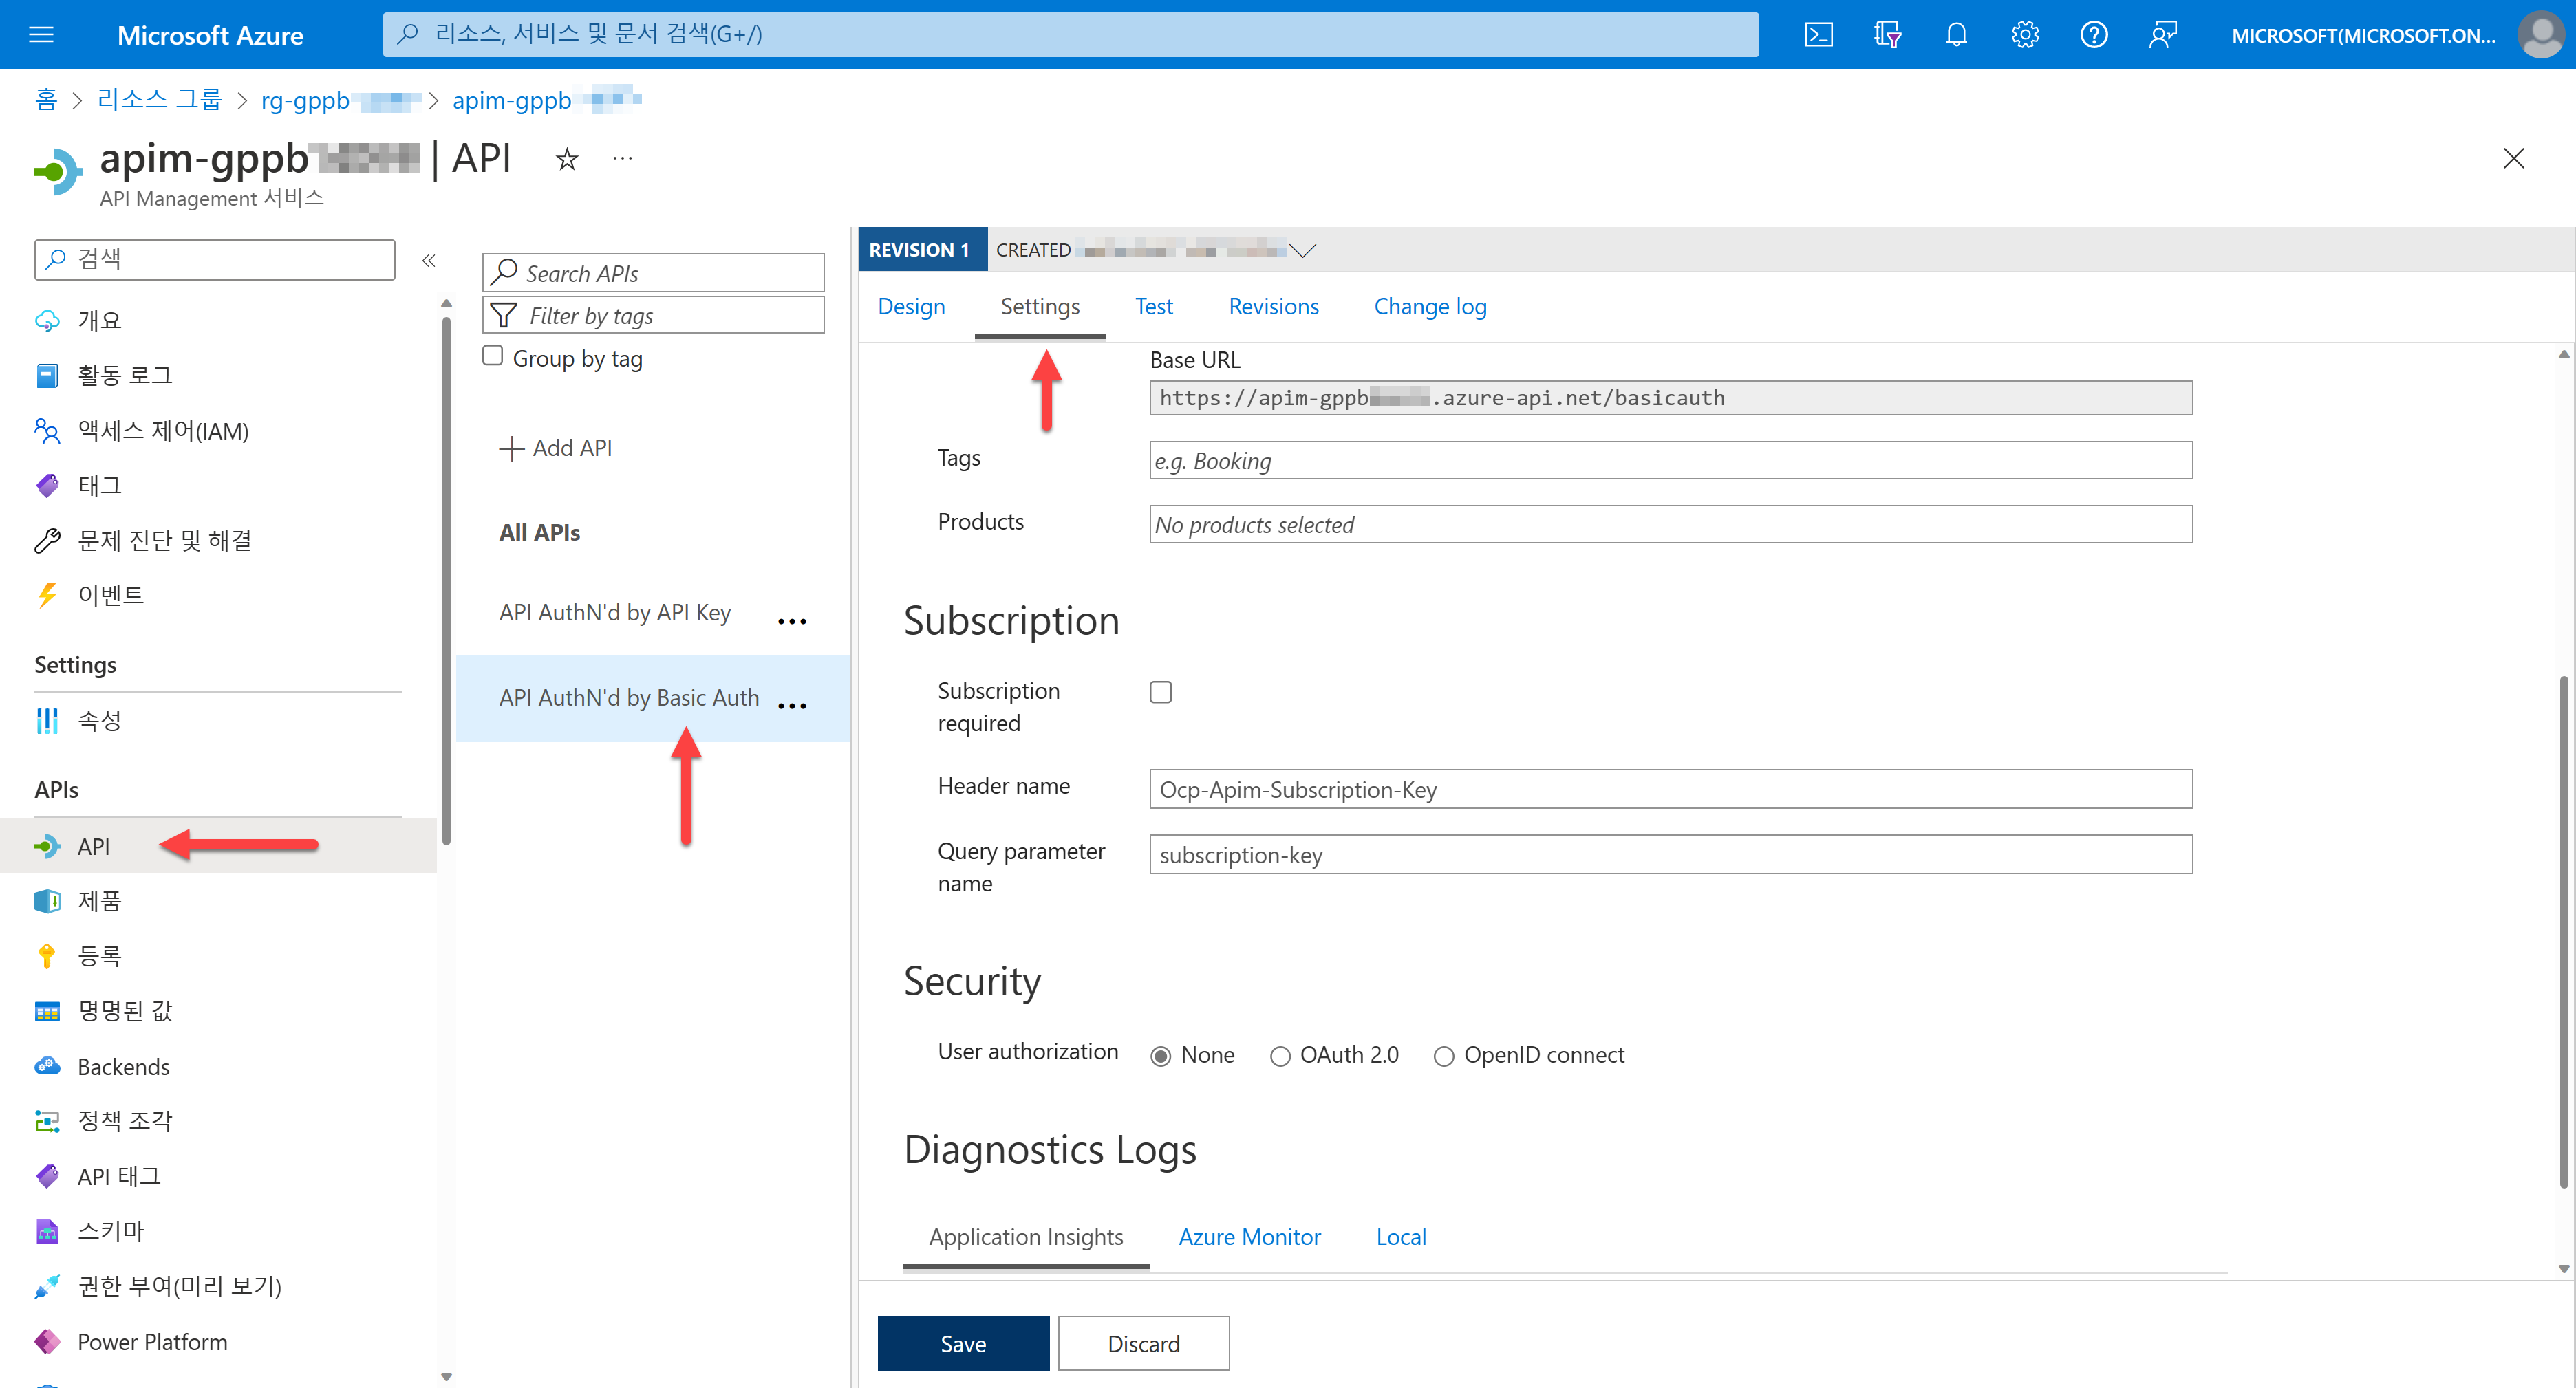 Microsoft Azure
리소스, 서비스 및 문서 검색(G+/)
MICROSOFT(MICROSOFT.ON...
홈 > 리소스 그룹 > rg-gppb > apim-gppb
apim-gppb | API
API Management 서비스
검색
개요
활동 로그
액세스 제어(IAM)
태그
문제 진단 및 해결
이벤트
Settings
속성
APIs
API
제품
등록
명명된 값
Backends
정책 조각
API 태그
스키마
권한 부여(미리 보기)
Power Platform
Search APIs
Filter by tags
Group by tag
Add API
All APIs
API AuthN'd by API Key
API AuthN'd by Basic Auth
REVISION 1
CREATED
Design
Settings
Test
Revisions
Change log
Base URL
https://apim-gppb .azure-api.net/basicauth
Tags
e.g. Booking
Products
No products selected
Subscription
Subscription
required
Header name
Ocp-Apim-Subscription-Key
Query parameter
name
subscription-key
Security
User authorization
None
OAuth 2.0
OpenID connect
Diagnostics Logs
Application Insights
Azure Monitor
Local
Save
Discard